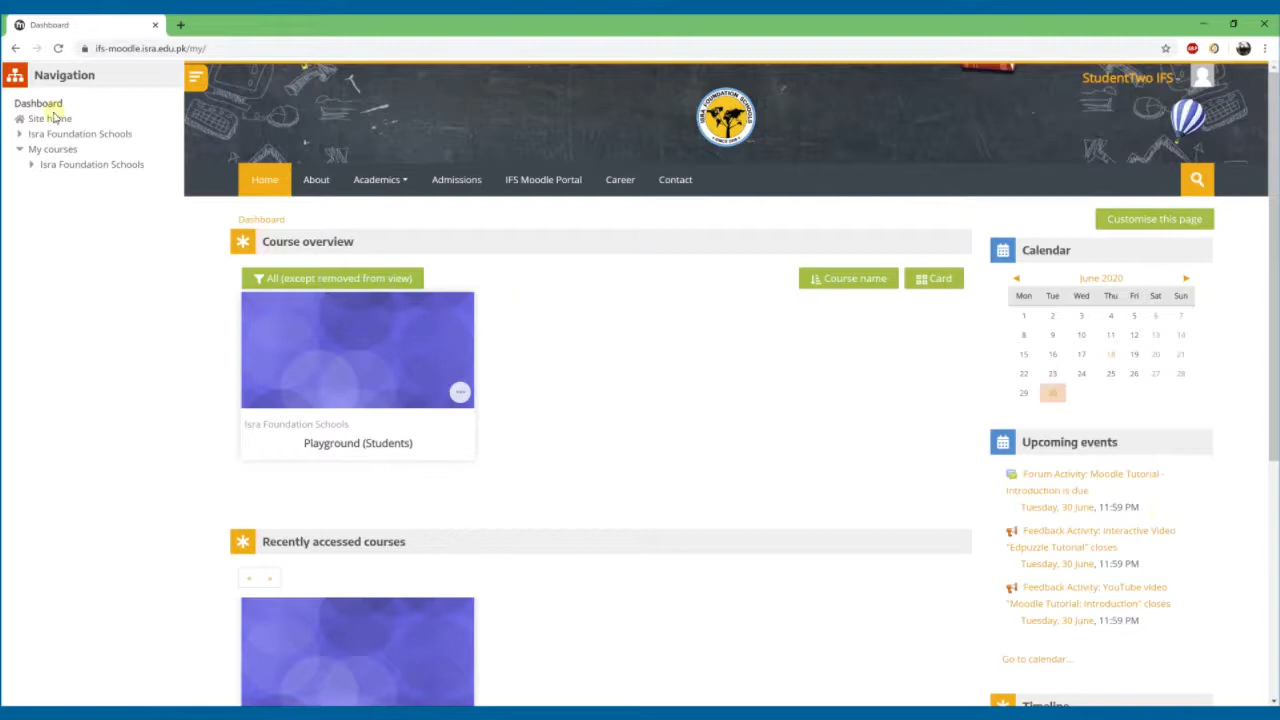 Dashboard
ifs-moodle.isra.edu.pk/my/
ABP
Navigation
Dashboard
Site home
Isra Foundation Schools
My courses
Isra Foundation Schools
StudentTwo IFS
ISRA FOUNDATION SCHOOLS
Home
About
Academics
Admissions
IFS Moodle Portal
Career
Contact
Dashboard
Customise this page
Course overview
All (except removed from view)
Course name
Card
Isra Foundation Schools
Playground (Students)
Recently accessed courses
« »
Calendar
◄ June 2020 ►
Mon Tue Wed Thu Fri Sat Sun
1 2 3 4 5 6 7
8 9 10 11 12 13 14
15 16 17 18 19 20 21
22 23 24 25 26 27 28
29 30
Upcoming events
Forum Activity: Moodle Tutorial -
Introduction is due
Tuesday, 30 June, 11:59 PM
Feedback Activity: Interactive Video
"Edpuzzle Tutorial" closes
Tuesday, 30 June, 11:59 PM
Feedback Activity: YouTube video
"Moodle Tutorial: Introduction" closes
Tuesday, 30 June, 11:59 PM
Go to calendar...
Timeline